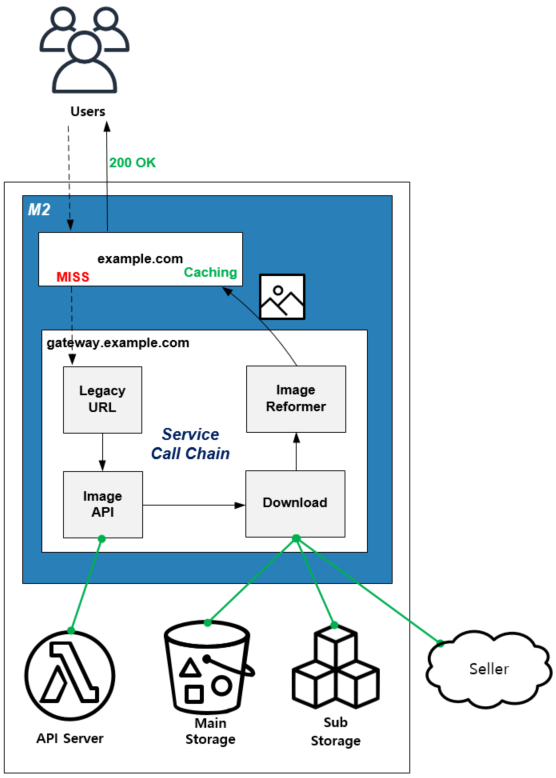 Users
200 OK
M2
example.com
MISS
Caching
gateway.example.com
Legacy
URL
Image
Reformer
Service
Call Chain
Image
API
Download
API Server
Main
Storage
Sub
Storage
Seller